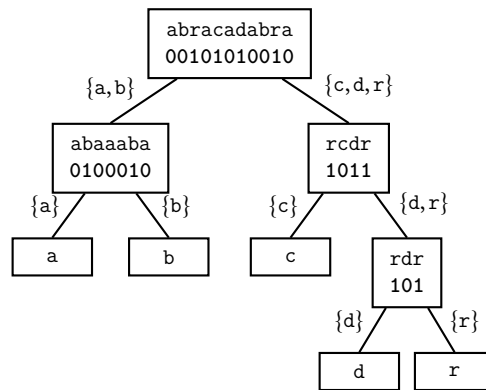 abracadabra
00101010010
{a,b}
{c,d,r}
abaaaba
0100010
rcdr
1011
{a}
{b}
{c}
{d,r}
a
b
c
rdr
101
{d}
{r}
d
r